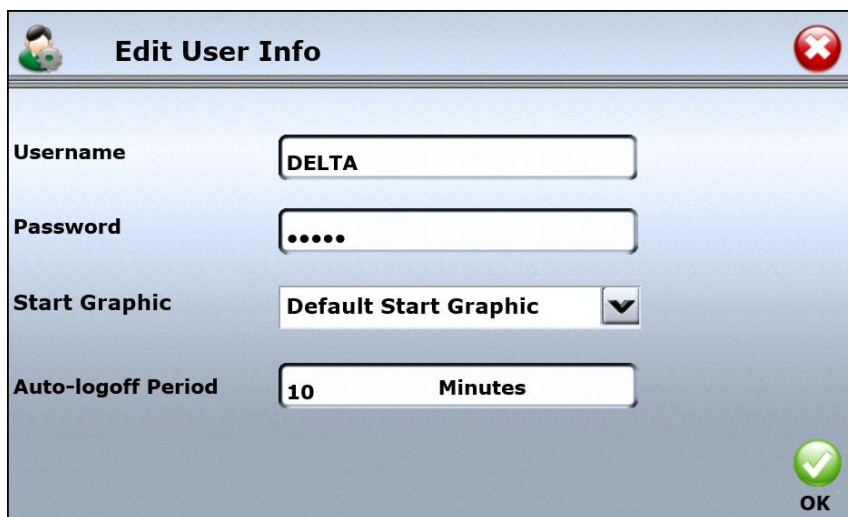 Edit User Info
Username
DELTA
Password
•••••
Start Graphic
Default Start Graphic
Auto-logoff Period
10 Minutes
OK